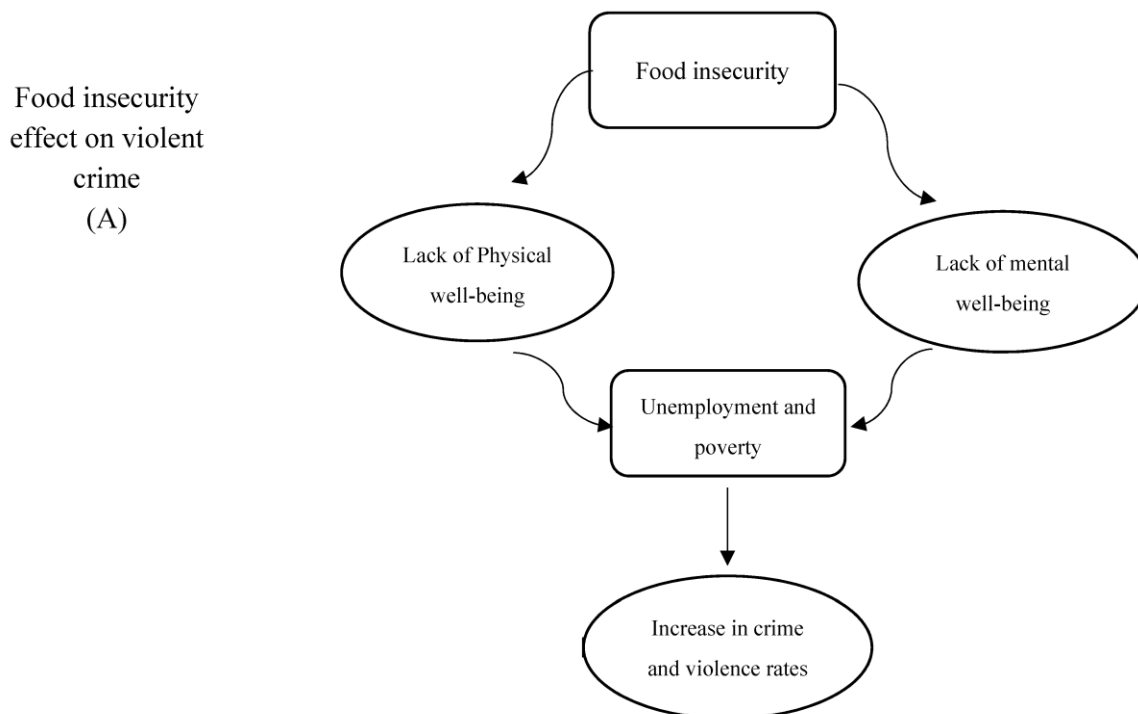 Food insecurity
effect on violent
crime
(A)
Food insecurity
Lack of Physical
well-being
Lack of mental
well-being
Unemployment and
poverty
Increase in crime
and violence rates